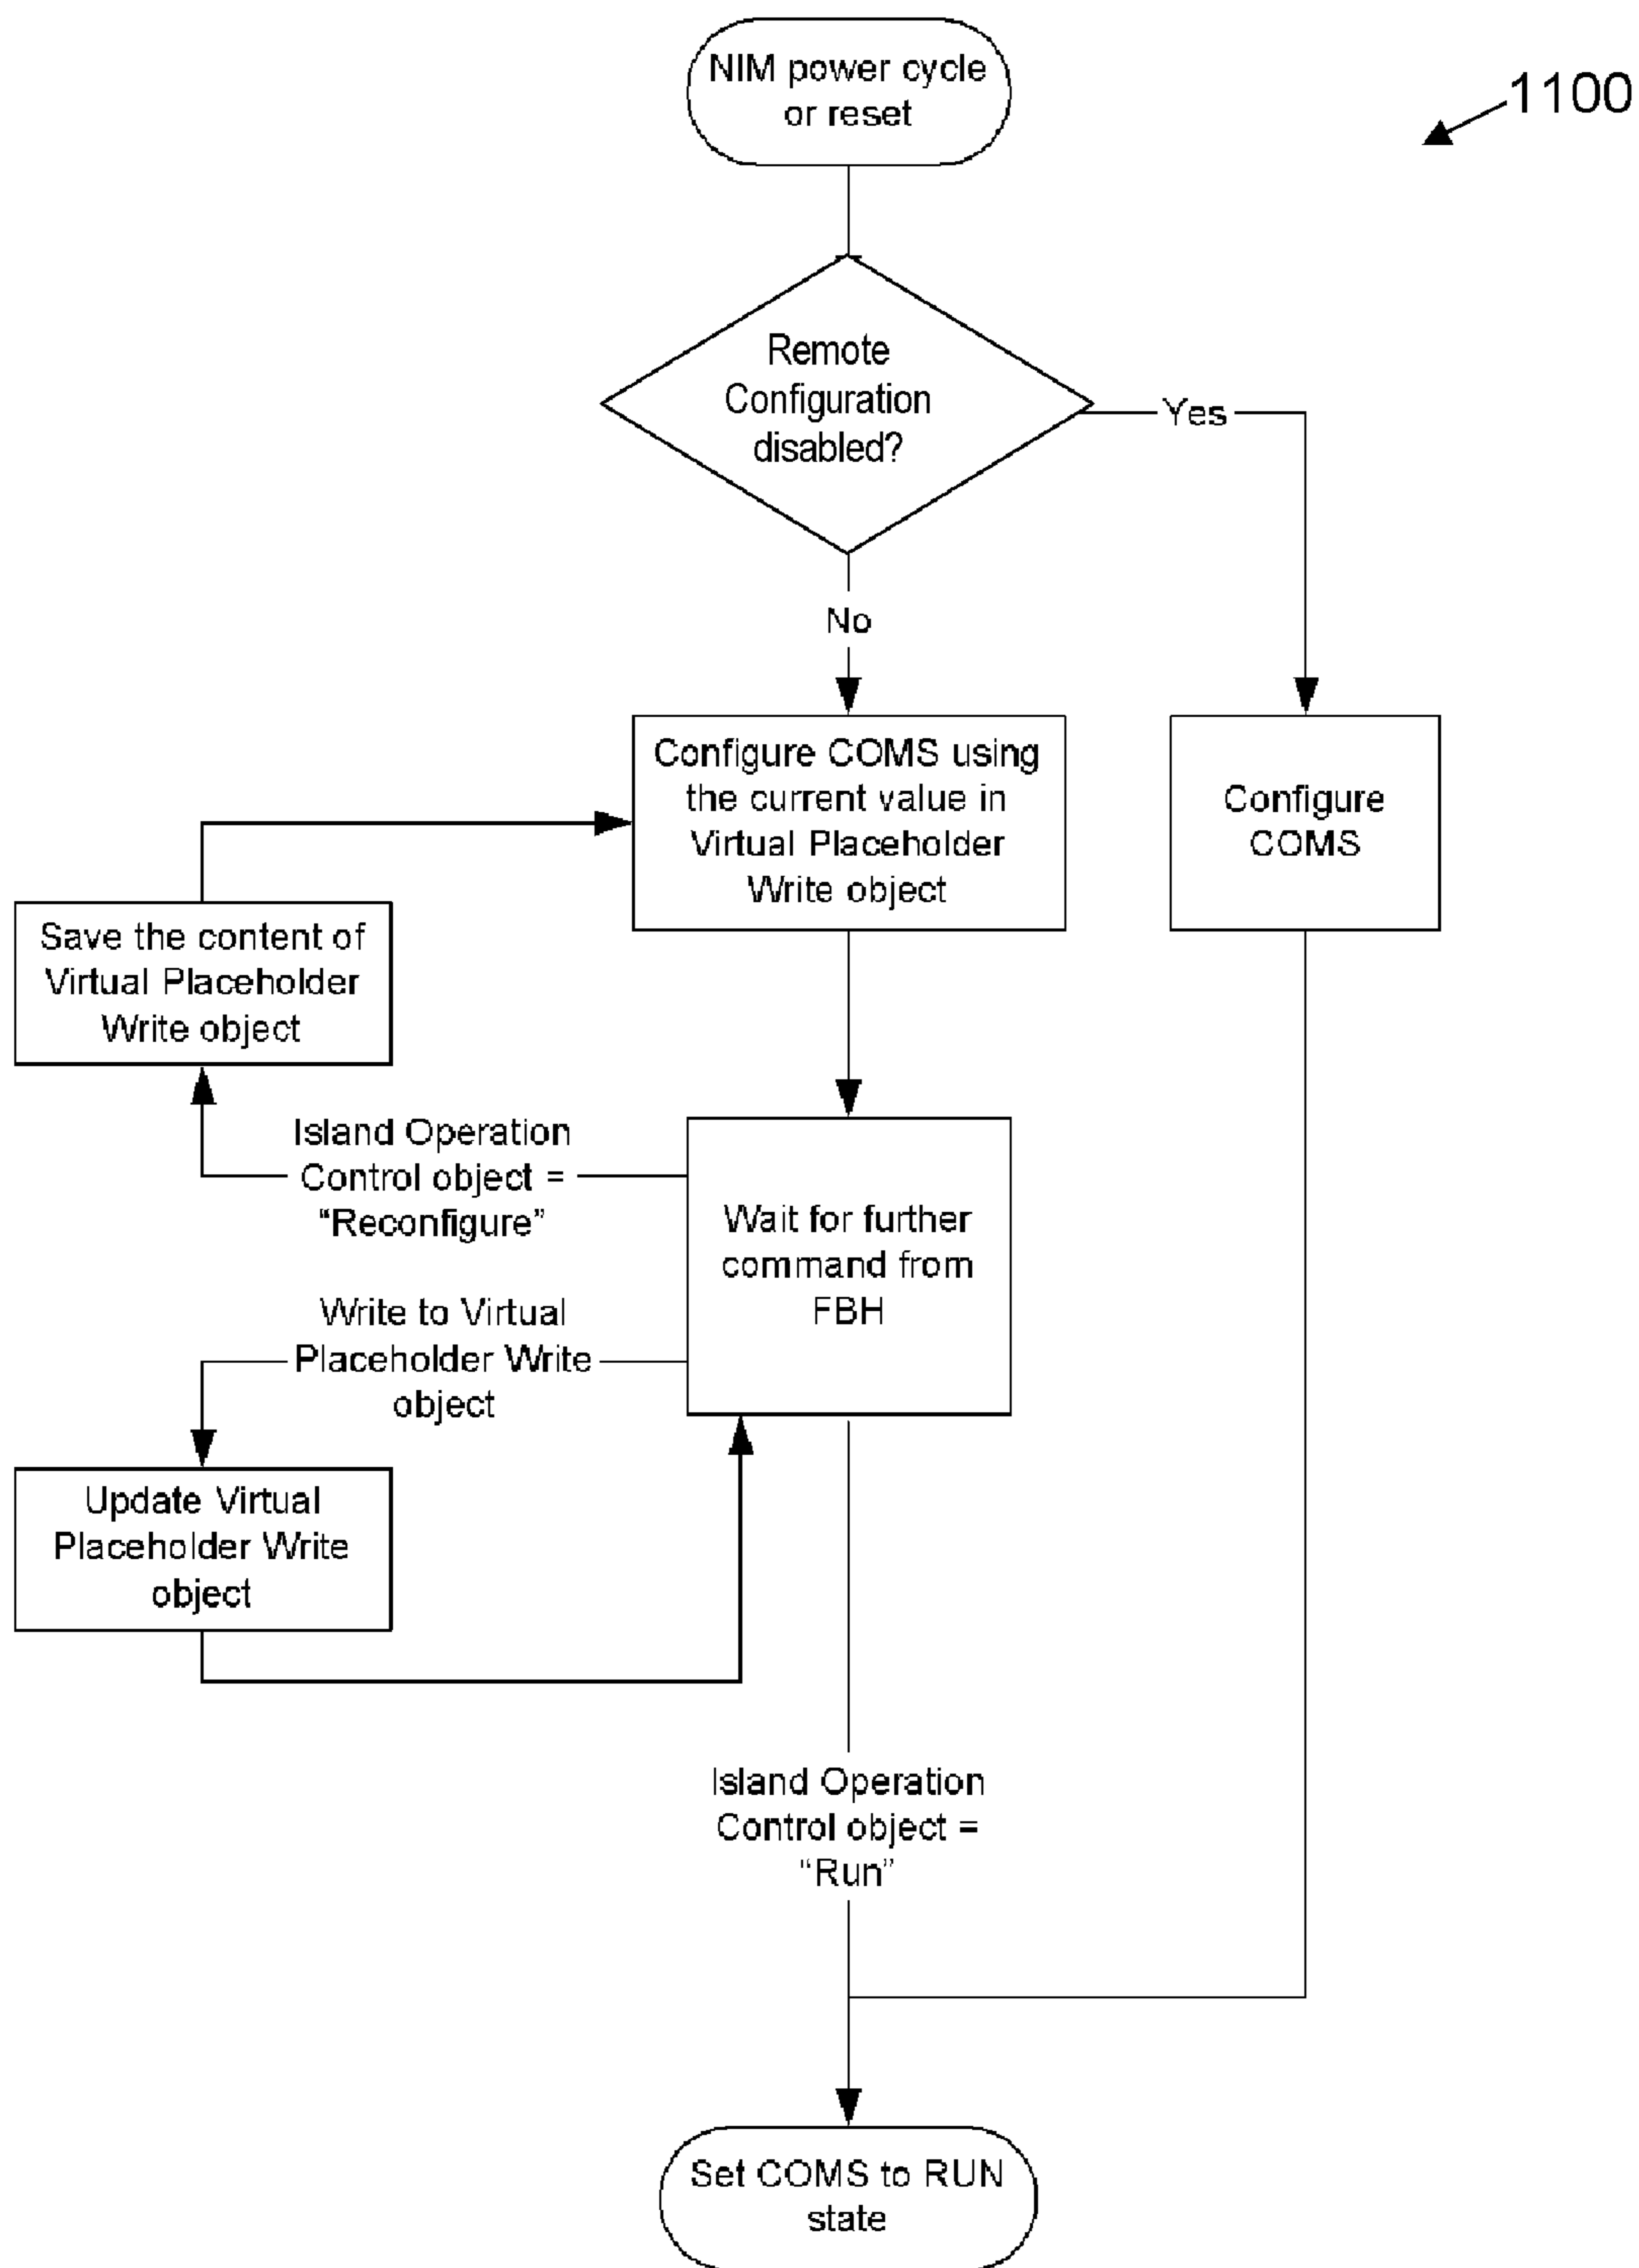 NIM power cycle
or reset
1100
Remote
Configuration
disabled?
Yes
No
Configure COMS using
the current value in
Virtual Placeholder
Write object
Configure
COMS
Save the content of
Virtual Placeholder
Write object
Island Operation
Control object =
“Reconfigure”
Wait for further
command from
FBH
Write to Virtual
Placeholder Write
object
Update Virtual
Placeholder Write
object
Island Operation
Control object =
“Run”
Set COMS to RUN
state